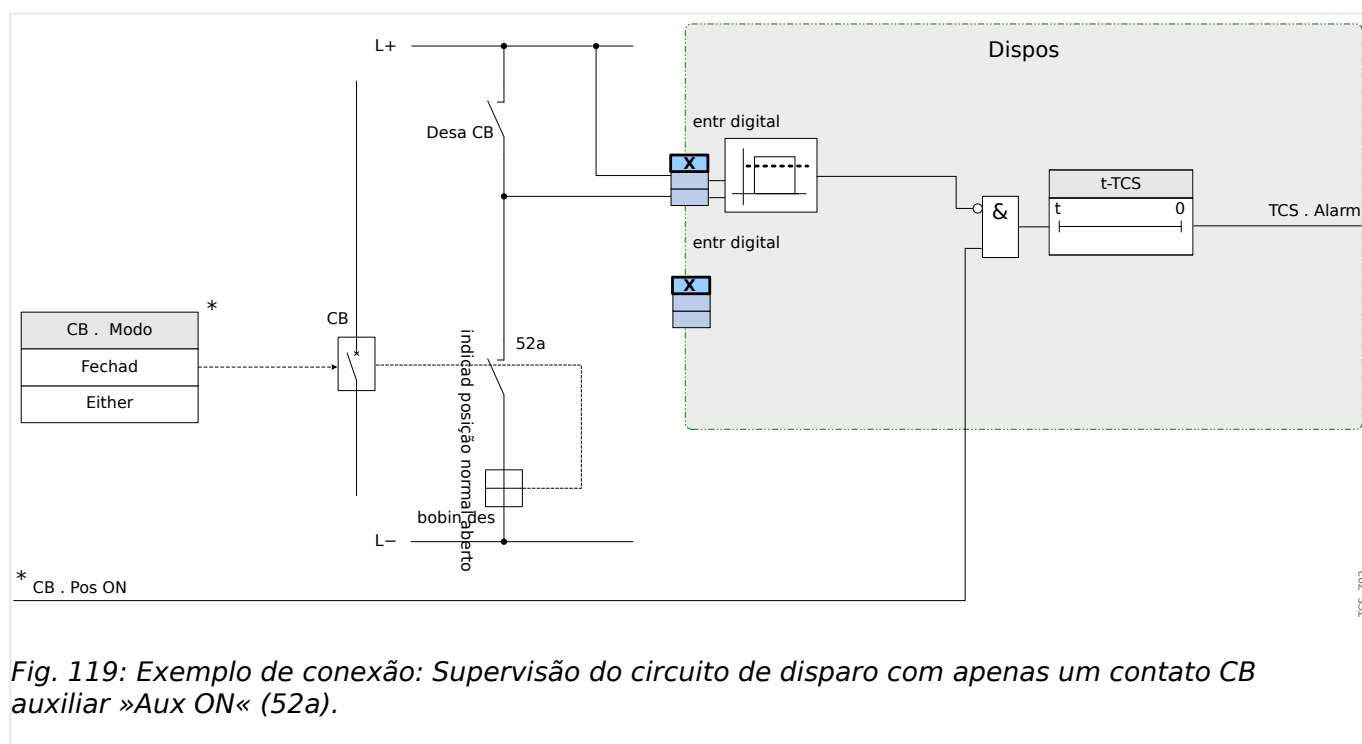 L+
Dispos
entr digital
Desa CB
X
t-TCS
&
t 0
TCS . Alarm
entr digital
X
*
CB . Modo
Fechad
Either
CB
52a
indicad posição normal aberto
bobin des
L−
* CB . Pos ON
Fig. 119: Exemplo de conexão: Supervisão do circuito de disparo com apenas um contato CB
auxiliar »Aux ON« (52a).